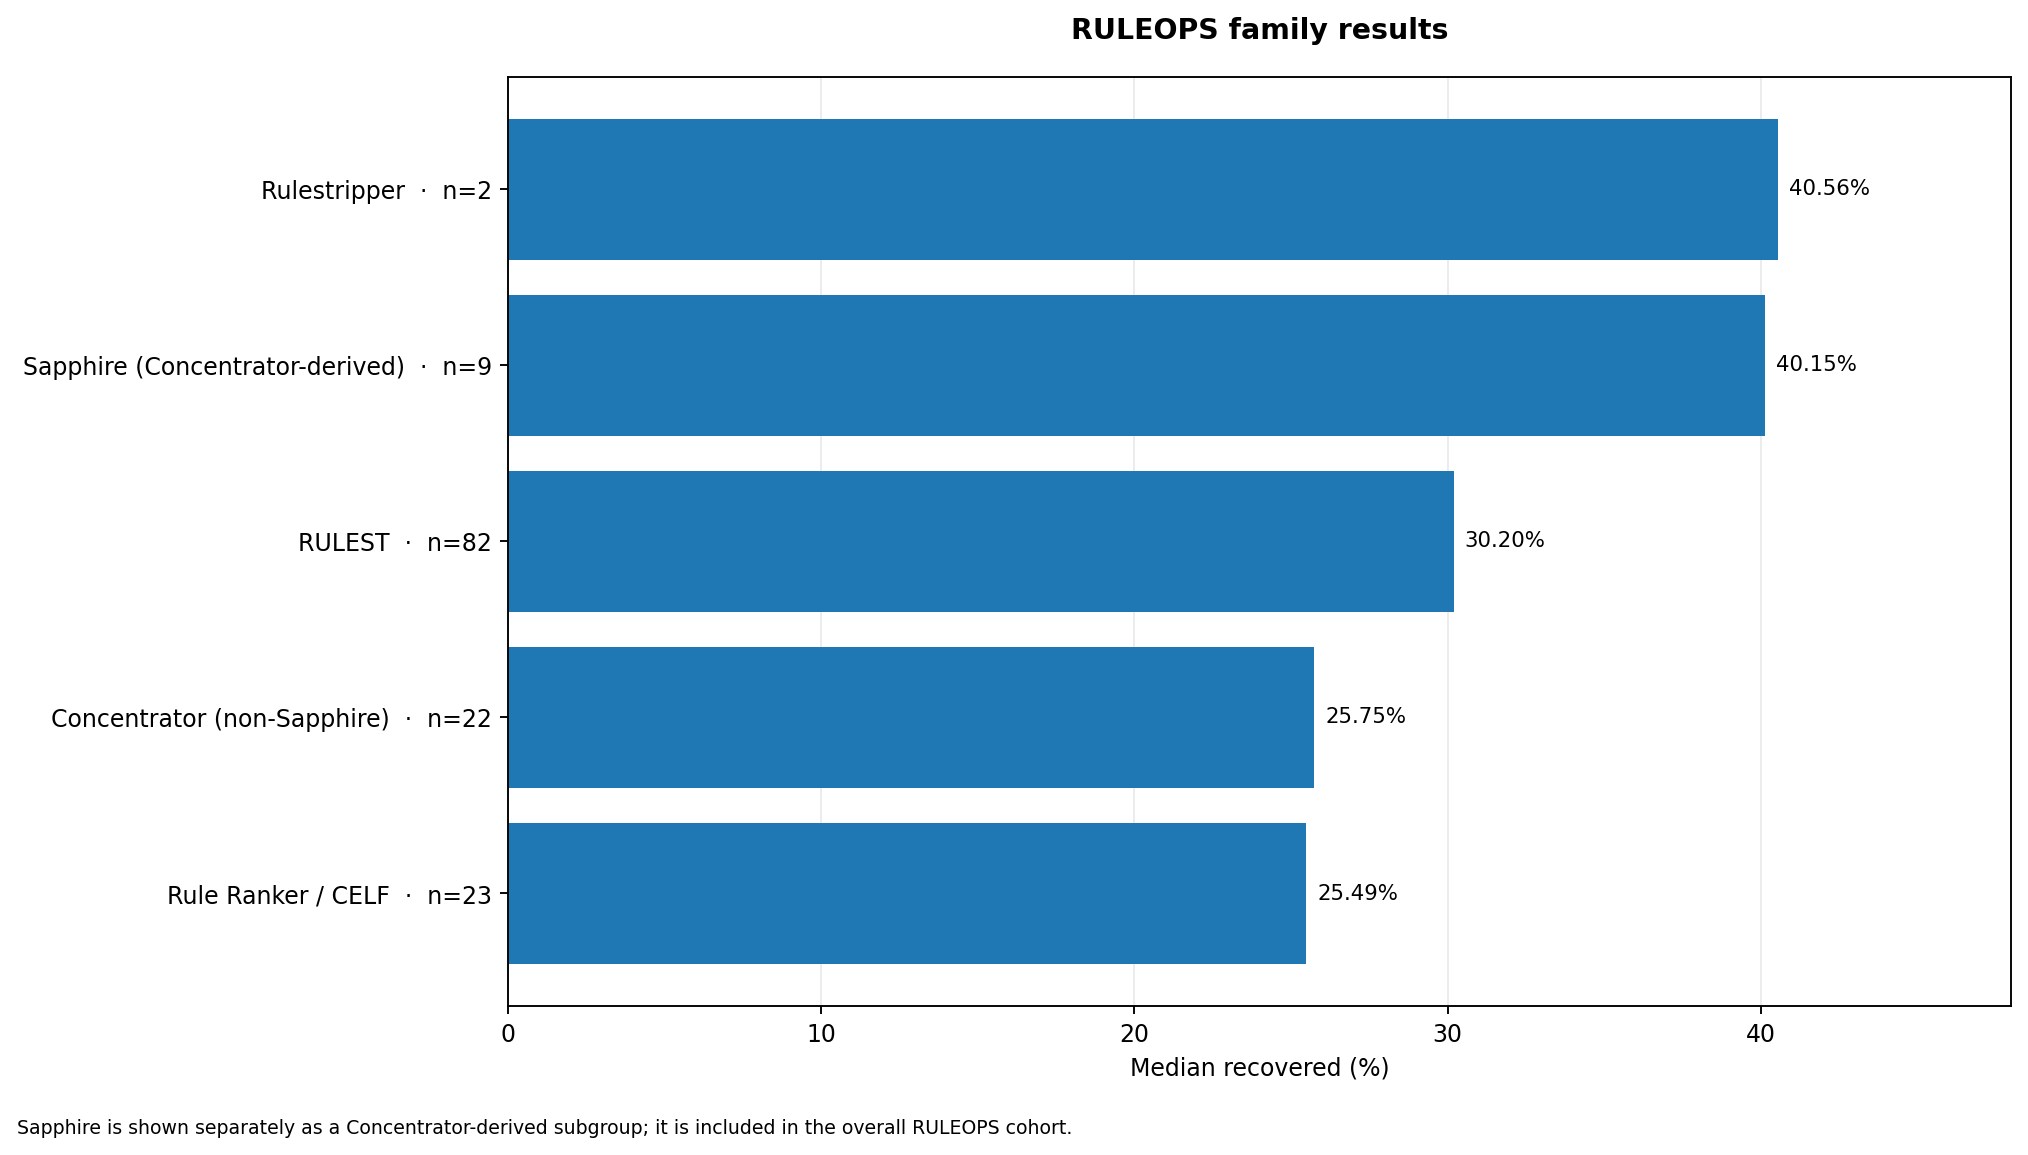 RULEOPS family results
Rulestripper · n=2
40.56%
Sapphire (Concentrator-derived) · n=9
40.15%
RULEST · n=82
30.20%
Concentrator (non-Sapphire) · n=22
25.75%
Rule Ranker / CELF · n=23
25.49%
0 10 20 30 40
Median recovered (%)
Sapphire is shown separately as a Concentrator-derived subgroup; it is included in the overall RULEOPS cohort.